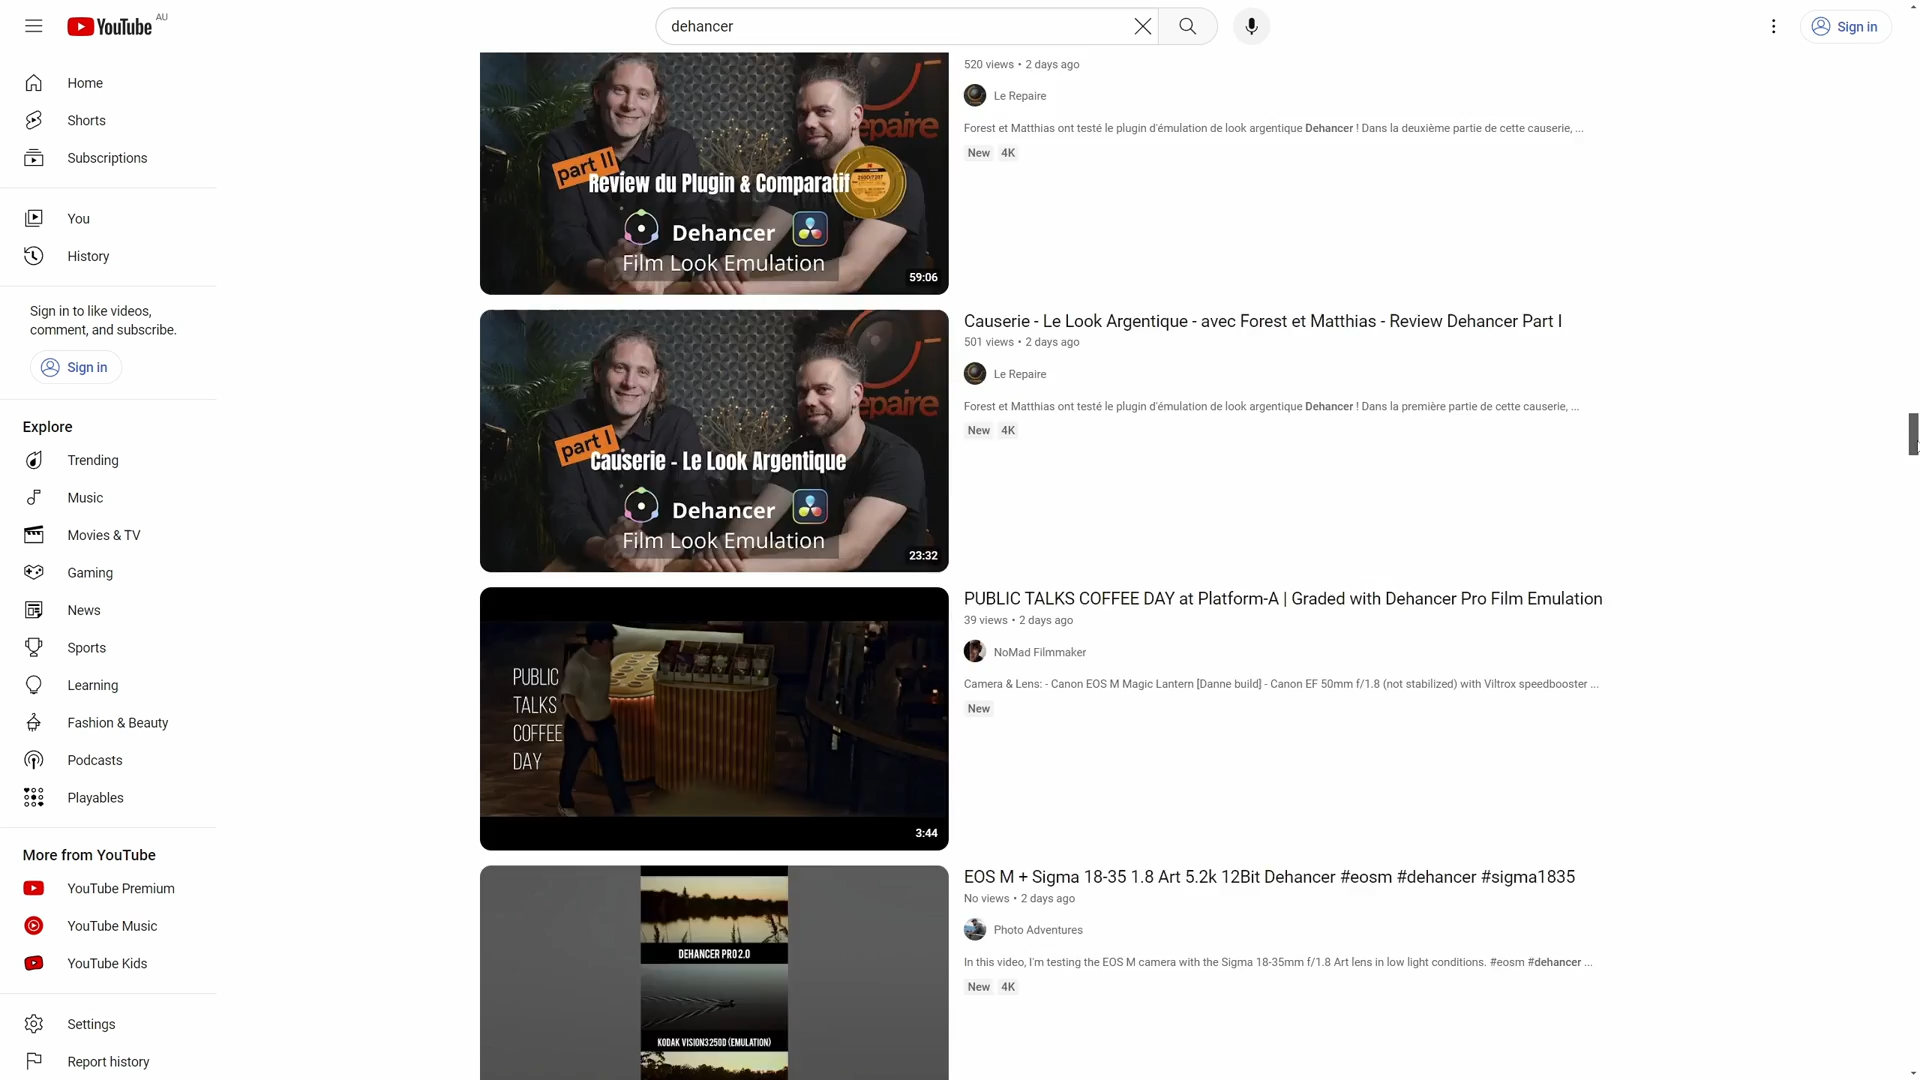 YouTube AU
dehancer
Sign in
Home
Shorts
Subscriptions
You
History
Sign in to like videos,
comment, and subscribe.
Sign in
Explore
Trending
Music
Movies & TV
Gaming
News
Sports
Learning
Fashion & Beauty
Podcasts
Playables
More from YouTube
YouTube Premium
YouTube Music
YouTube Kids
Settings
Report history
epaire
part II
Review du Plugin & Comparatif
Dehancer
Film Look Emulation
59:06
520 views • 2 days ago
Le Repaire
Forest et Matthias ont testé le plugin d'émulation de look argentique Dehancer ! Dans la deuxième partie de cette causerie, ...
New 4K
epaire
part I
Causerie - Le Look Argentique
Dehancer
Film Look Emulation
23:32
Causerie - Le Look Argentique - avec Forest et Matthias - Review Dehancer Part I
501 views • 2 days ago
Le Repaire
Forest et Matthias ont testé le plugin d'émulation de look argentique Dehancer ! Dans la première partie de cette causerie, ...
New 4K
PUBLIC
TALKS
COFFEE
DAY
3:44
PUBLIC TALKS COFFEE DAY at Platform-A | Graded with Dehancer Pro Film Emulation
39 views • 2 days ago
NoMad Filmmaker
Camera & Lens: - Canon EOS M Magic Lantern [Danne build] - Canon EF 50mm f/1.8 (not stabilized) with Viltrox speedbooster ...
New
DEHANCER PRO 2.0
KODAK VISION3 250D (EMULATION)
EOS M + Sigma 18-35 1.8 Art 5.2k 12Bit Dehancer #eosm #dehancer #sigma1835
No views • 2 days ago
Photo Adventures
In this video, I'm testing the EOS M camera with the Sigma 18-35mm f/1.8 Art lens in low light conditions. #eosm #dehancer ...
New 4K